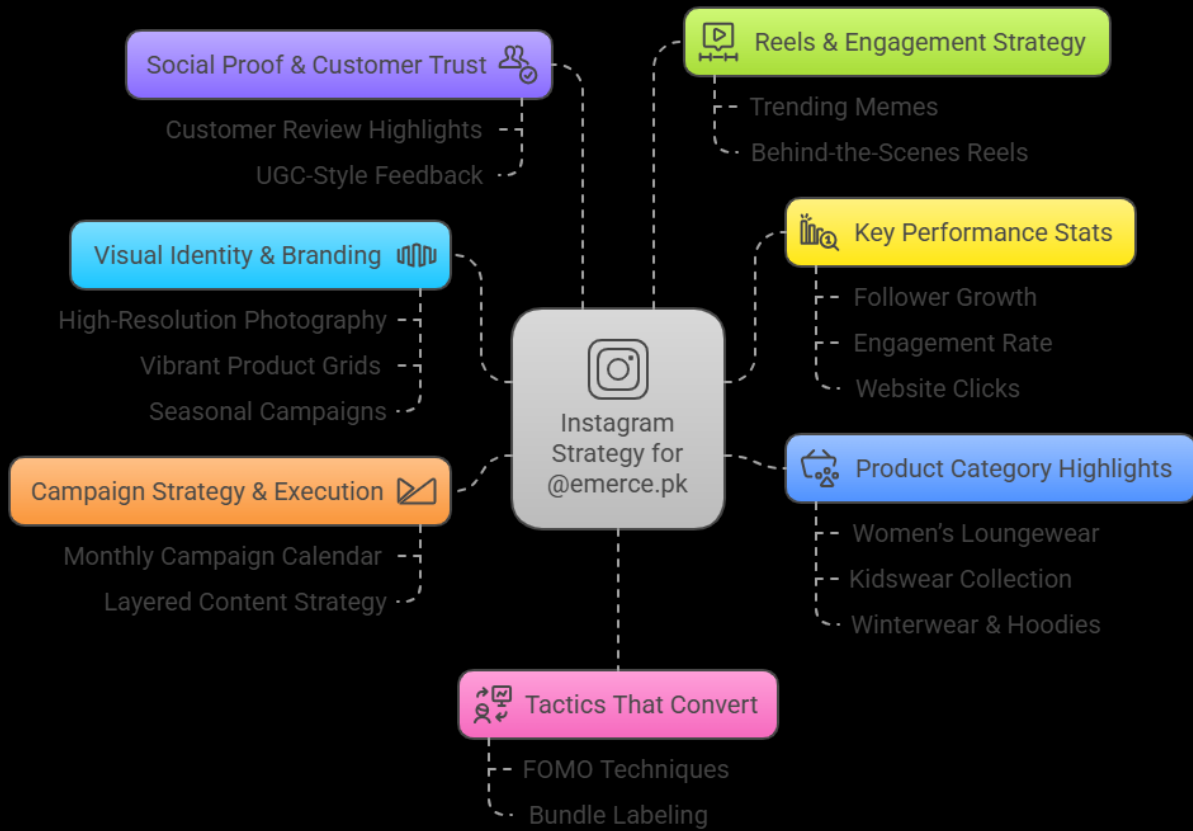 Social Proof & Customer Trust
Customer Review Highlights
UGC-Style Feedback
Reels & Engagement Strategy
Trending Memes
Behind-the-Scenes Reels
Visual Identity & Branding
High-Resolution Photography
Vibrant Product Grids
Seasonal Campaigns
Key Performance Stats
Follower Growth
Engagement Rate
Website Clicks
Instagram
Strategy for
@emerce.pk
Campaign Strategy & Execution
Monthly Campaign Calendar
Layered Content Strategy
Product Category Highlights
Women’s Loungewear
Kidswear Collection
Winterwear & Hoodies
Tactics That Convert
FOMO Techniques
Bundle Labeling